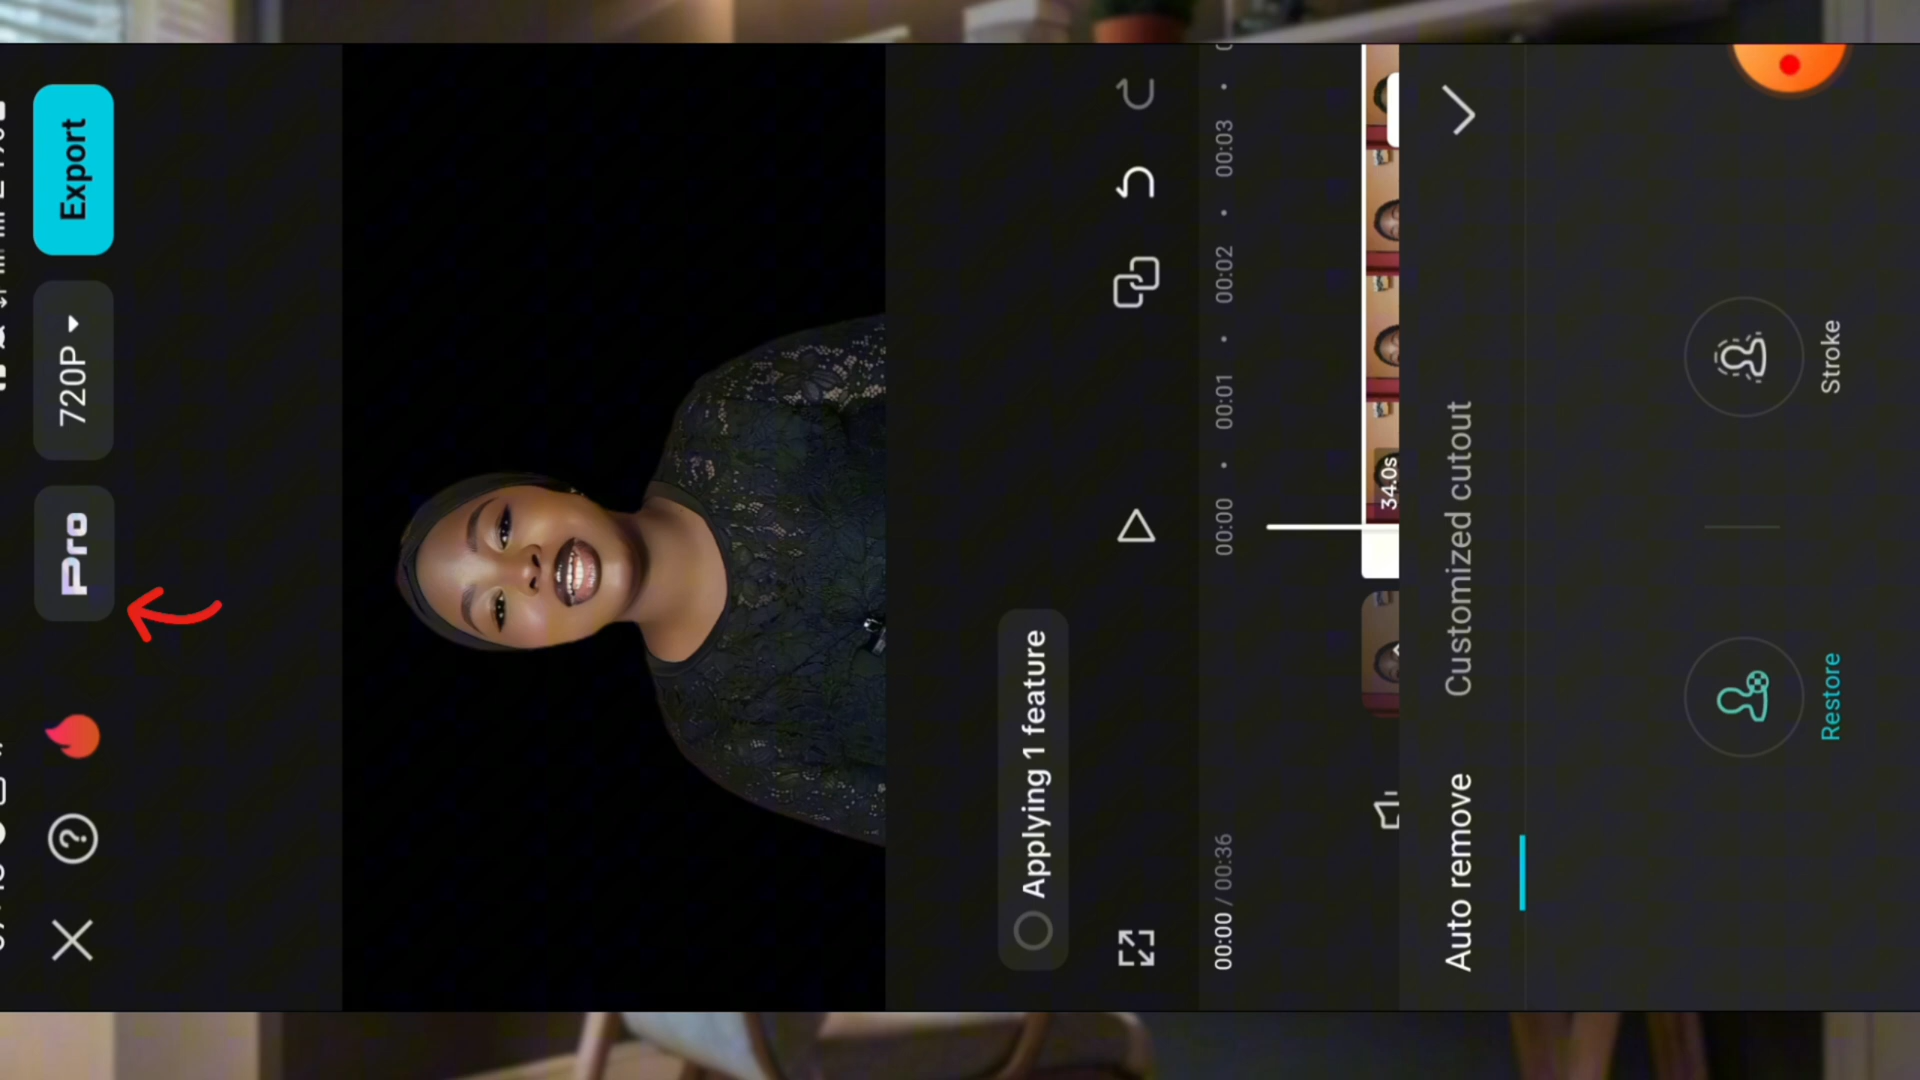 Pro
720P
Export
Applying 1 feature
00:00 / 00:36
00:00
00:01
00:02
00:03
34.0s
Auto remove
Customized cutout
Restore
Stroke